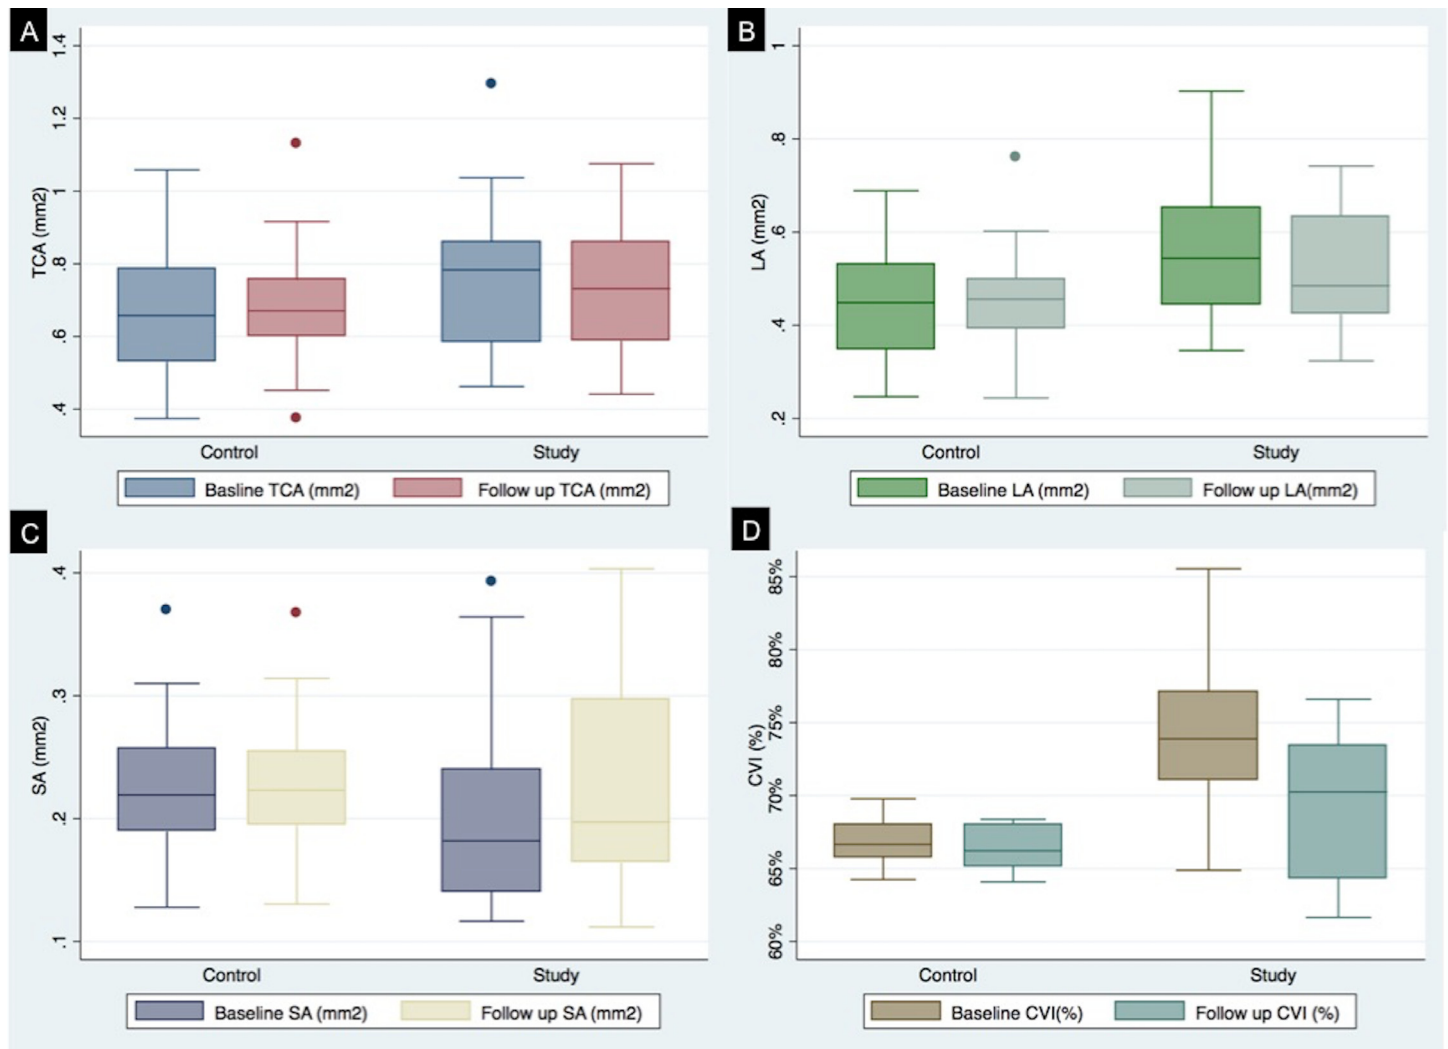 A
TCA (mm2)
1.4
1.2
1
.8
.6
.4
Control Study
Basline TCA (mm2) Follow up TCA (mm2)
B
LA (mm2)
1
.8
.6
.4
.2
Control Study
Baseline LA (mm2) Follow up LA(mm2)
C
SA (mm2)
.4
.3
.2
.1
Control Study
Baseline SA (mm2) Follow up SA (mm2)
D
CVI (%)
85%
80%
75%
70%
65%
60%
Control Study
Baseline CVI(%) Follow up CVI (%)